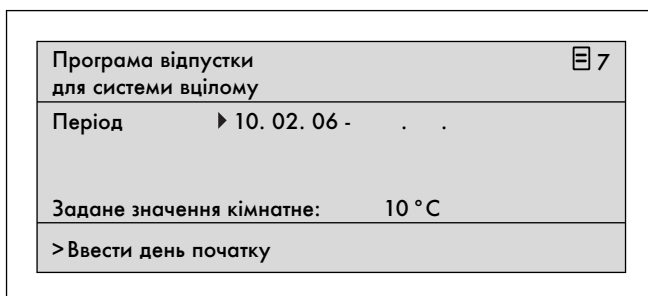 Програма відпустки 7
для системи вцілому
Період 10. 02. 06 - . .
Задане значення кімнатне: 10 °C
>Ввести день початку